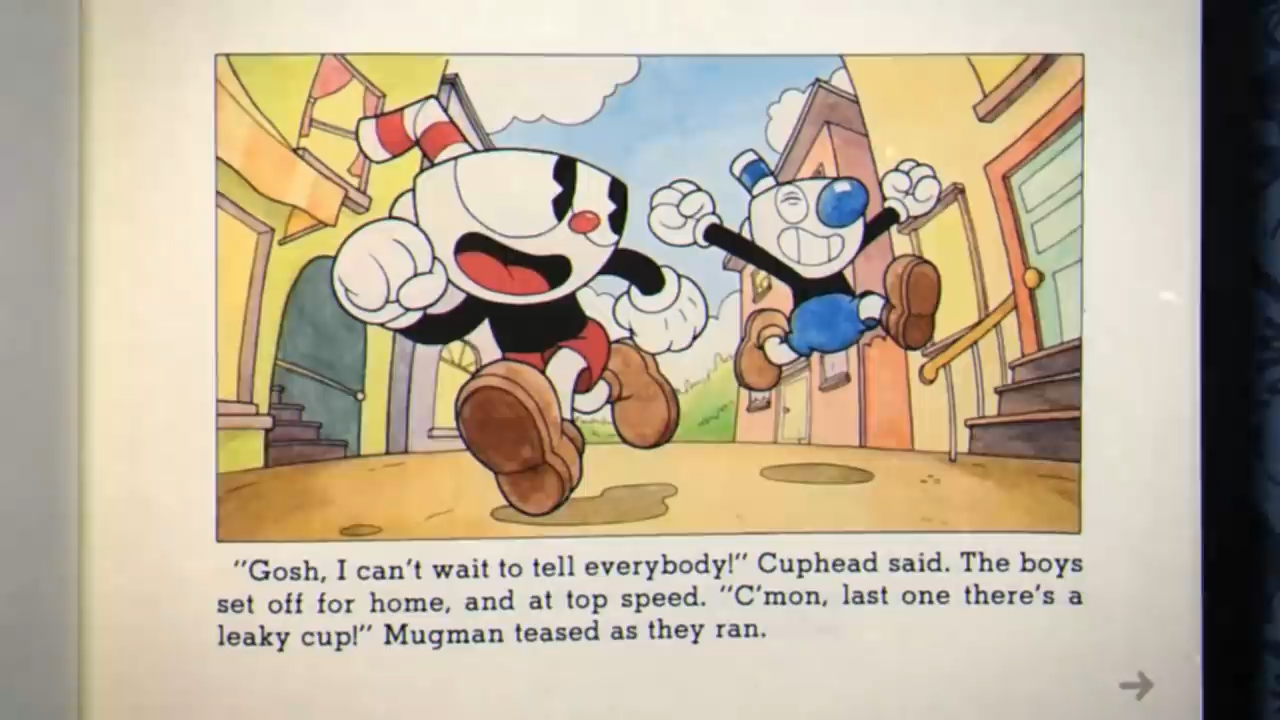 "Gosh, I can't wait to tell everybody!" Cuphead said. The boys
set off for home, and at top speed. "C'mon, last one there's a
leaky cup!" Mugman teased as they ran.